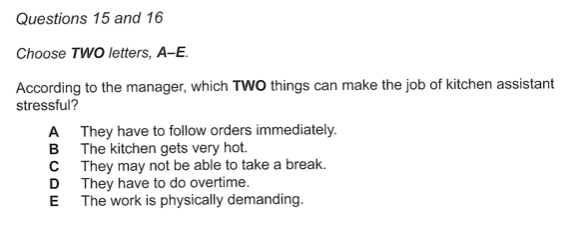 Questions 15 and 16
Choose TWO letters, A–E.
According to the manager, which TWO things can make the job of kitchen assistant
stressful?
A They have to follow orders immediately.
B The kitchen gets very hot.
C They may not be able to take a break.
D They have to do overtime.
E The work is physically demanding.